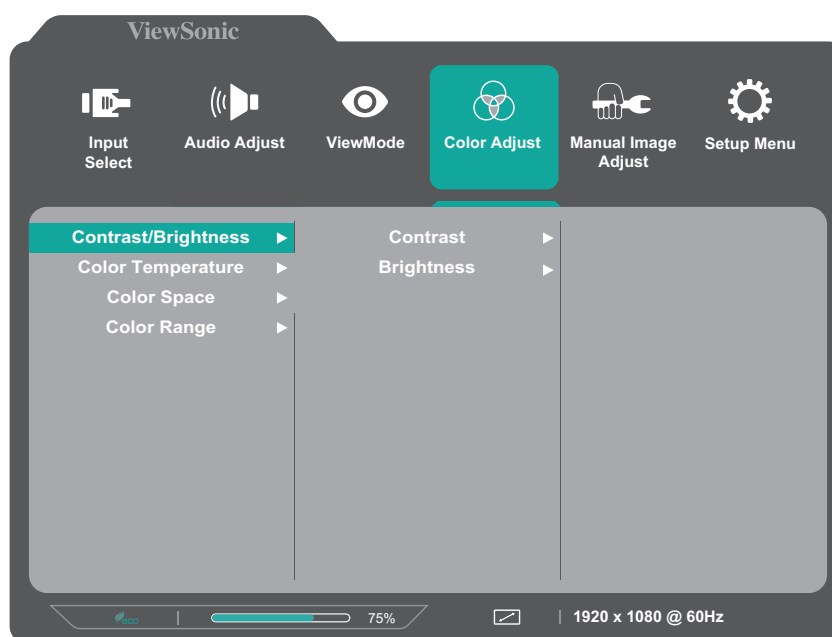 ViewSonic
Input
Select
Audio Adjust
ViewMode
Color Adjust
Manual Image
Adjust
Setup Menu
Contrast/Brightness
Color Temperature
Color Space
Color Range
Contrast
Brightness
eco
75%
1920 x 1080 @ 60Hz